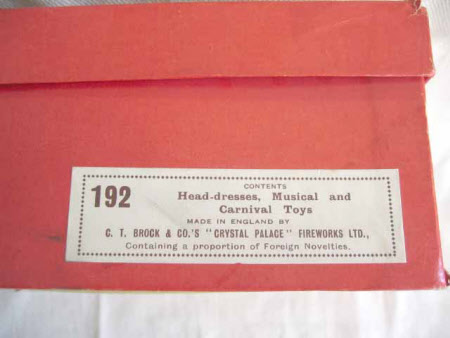 192
CONTENTS
Head-dresses, Musical and
Carnival Toys
MADE IN ENGLAND BY
C. T. BROCK & CO.'S "CRYSTAL PALACE" FIREWORKS LTD.,
Containing a proportion of Foreign Novelties.